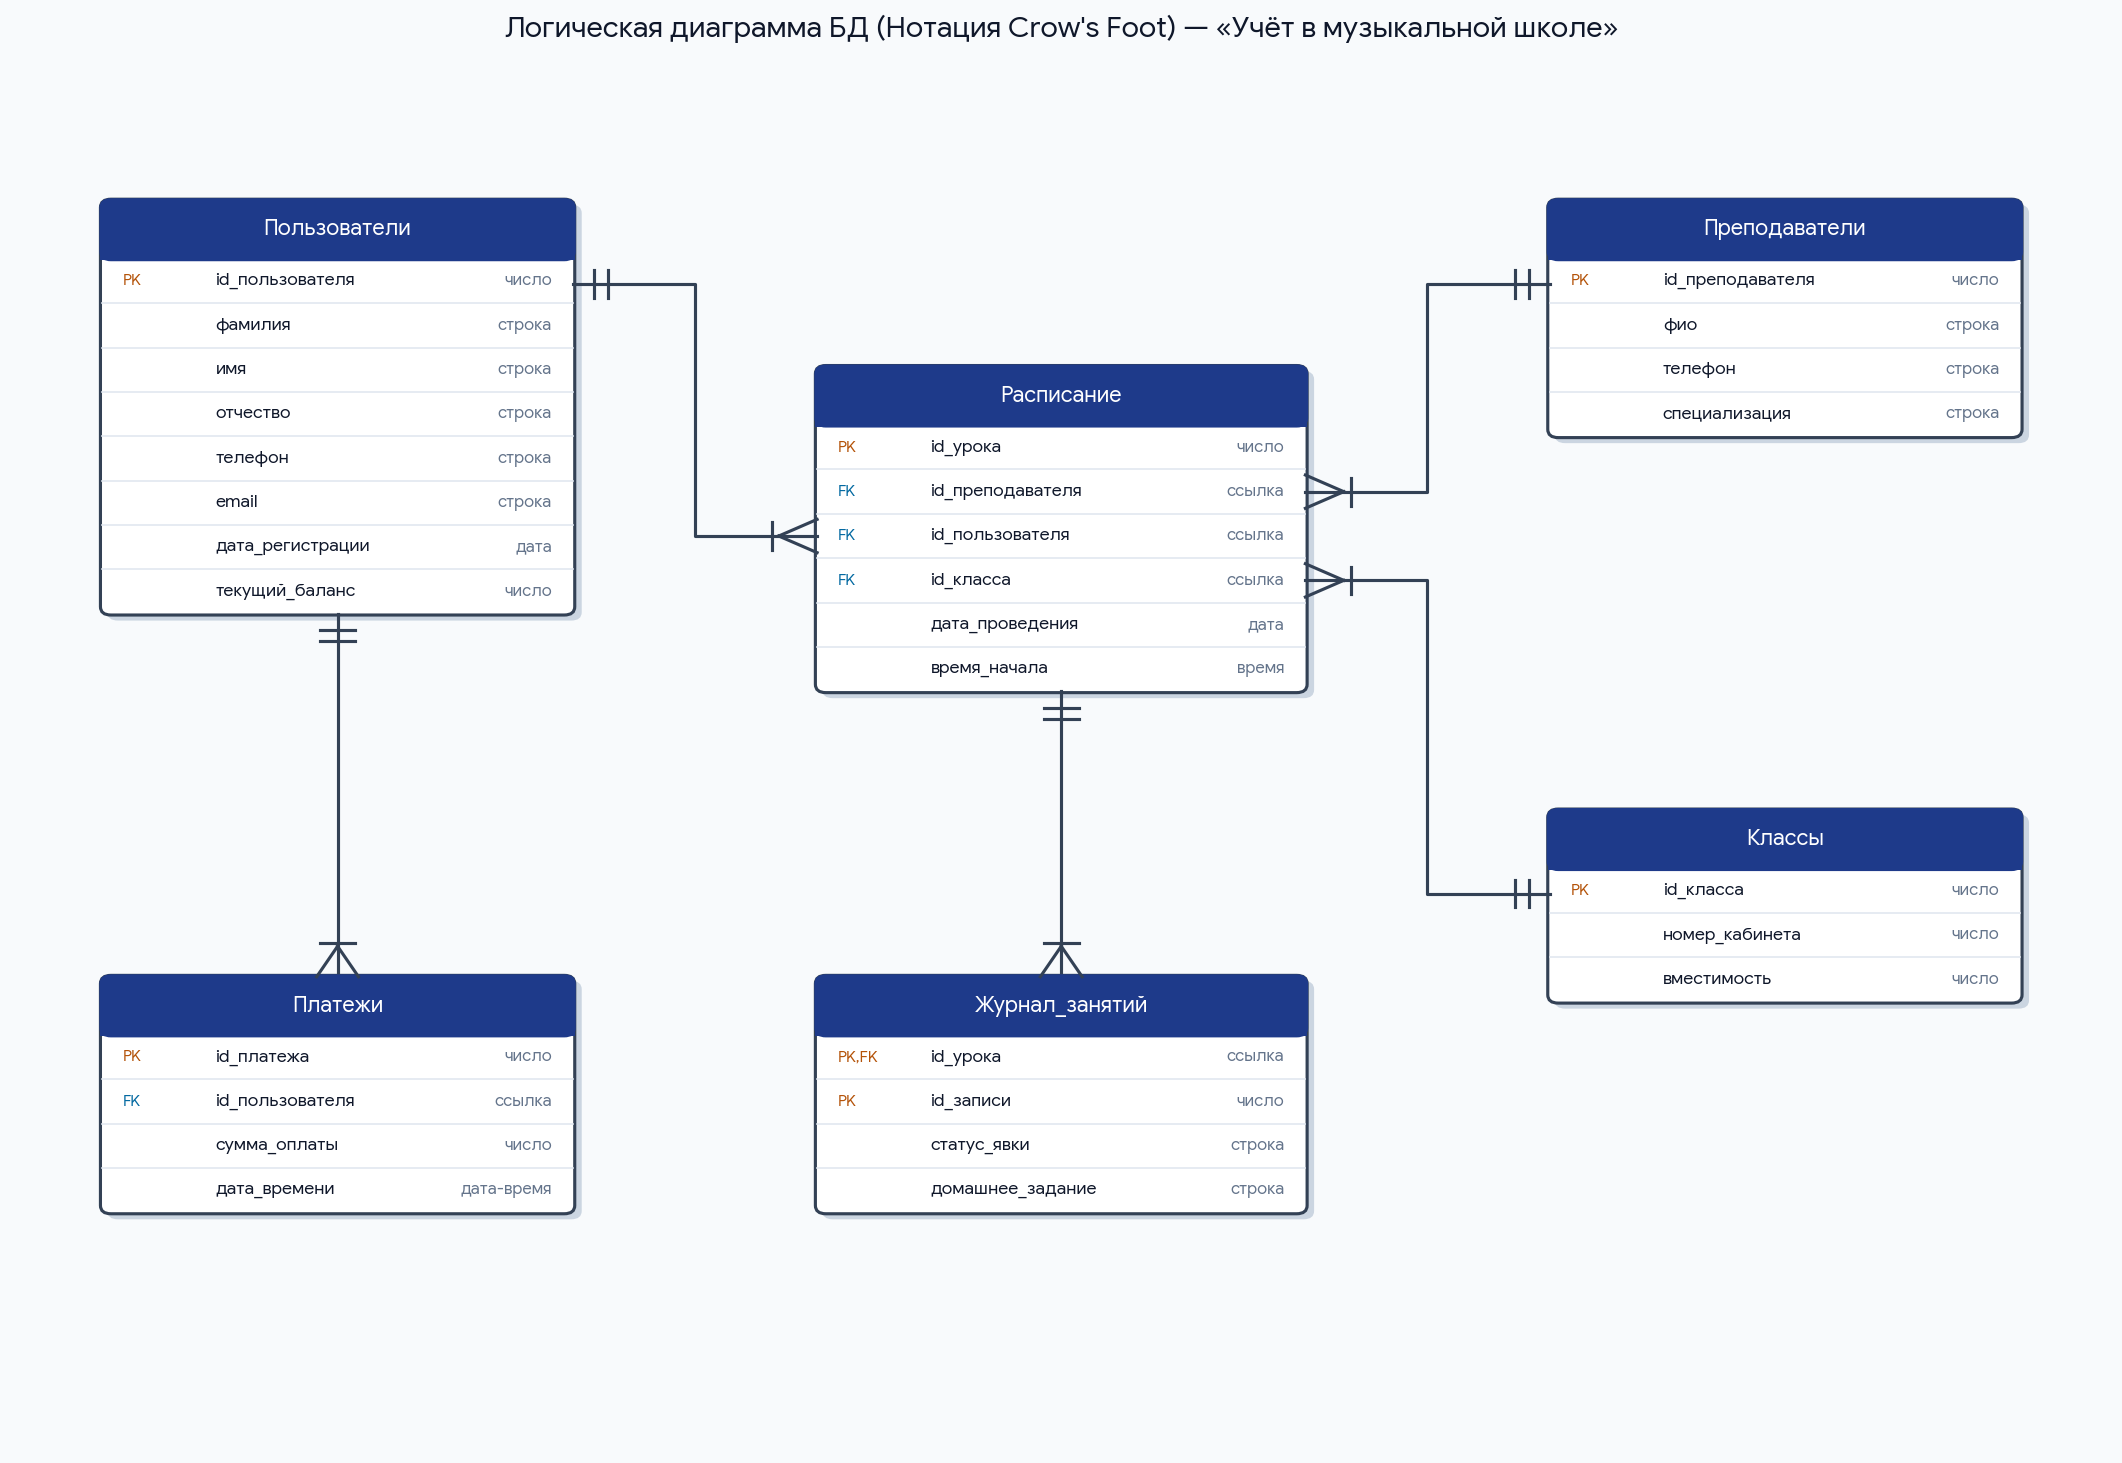 Логическая диаграмма БД (Нотация Crow's Foot) — «Учёт в музыкальной школе»
Пользователи
PK id_пользователя число
фамилия строка
имя строка
отчество строка
телефон строка
email строка
дата_регистрации дата
текущий_баланс число
Расписание
PK id_урока число
FK id_преподавателя ссылка
FK id_пользователя ссылка
FK id_класса ссылка
дата_проведения дата
время_начала время
Преподаватели
PK id_преподавателя число
фио строка
телефон строка
специализация строка
Классы
PK id_класса число
номер_кабинета число
вместимость число
Платежи
PK id_платежа число
FK id_пользователя ссылка
сумма_оплаты число
дата_времени дата-время
Журнал_занятий
PK,FK id_урока ссылка
PK id_записи число
статус_явки строка
домашнее_задание строка